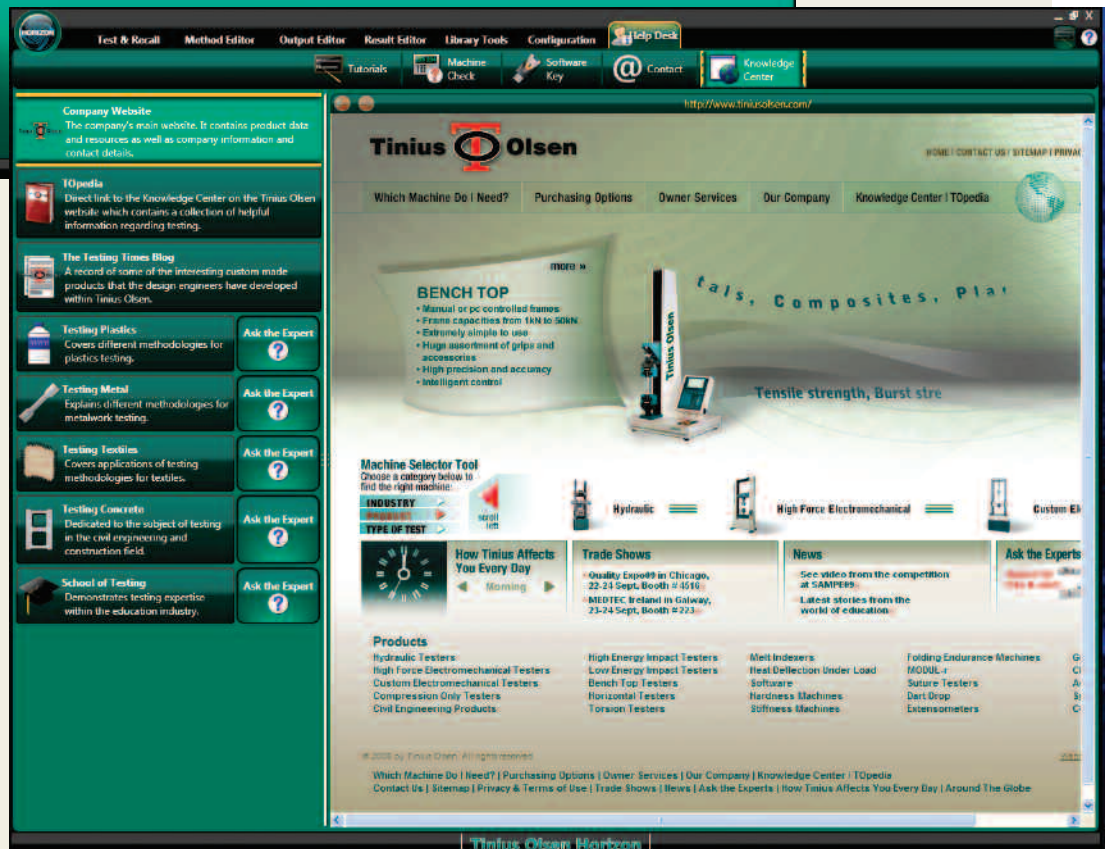 HORIZON
Test & Recall
Method Editor
Output Editor
Result Editor
Library Tools
Configuration
Help Desk
Tutorials
Machine
Check
Software
Key
@ Contact
Knowledge
Center
Company Website
The company's main website. It contains product data
and resources as well as company information and
contact details.
TOpedia
Direct link to the Knowledge Center on the Tinius Olsen
website which contains a collection of helpful
information regarding testing.
The Testing Times Blog
A record of some of the interesting custom made
products that the design engineers have developed
within Tinius Olsen.
Testing Plastics
Covers different methodologies for
plastics testing.
Ask the Expert
?
Testing Metal
Explains different methodologies for
metalwork testing.
Ask the Expert
?
Testing Textiles
Covers applications of testing
methodologies for textiles.
Ask the Expert
?
Testing Concrete
Dedicated to the subject of testing
in the civil engineering and
construction field.
Ask the Expert
?
School of Testing
Demonstrates testing expertise
within the education industry.
Ask the Expert
?
http://www.tiniusolsen.com/
Tinius TO Olsen
HOME | CONTACT US | SITEMAP | PRIVAC
Which Machine Do I Need?
Purchasing Options
Owner Services
Our Company
Knowledge Center | TOpedia
more »
BENCH TOP
• Manual or pc controlled frames
• Frame capacities from 1kN to 50kN
• Extremely simple to use
• Huge assortment of grips and
accessories
• High precision and accuracy
• Intelligent control
Tinius Olsen
tals, Composites, Pla
Tensile strength, Burst stre
Machine Selector Tool
Choose a category below to
find the right machine:
INDUSTRY
TYPE OF TEST
scroll
left
Hydraulic
High Force Electromechanical
Custom El
How Tinius Affects
You Every Day
Morning
Trade Shows
Quality Expo09 in Chicago,
22-24 Sept, Booth # 4516
MEDTEC Ireland in Galway,
23-24 Sept, Booth # 223
News
See video from the competition
at SAMPE09
Latest stories from the
world of education
Ask the Experts
Products
Hydraulic Testers
High Force Electromechanical Testers
Custom Electromechanical Testers
Compression Only Testers
Civil Engineering Products
High Energy Impact Testers
Low Energy Impact Testers
Bench Top Testers
Horizontal Testers
Torsion Testers
Melt Indexers
Heat Deflection Under Load
Software
Hardness Machines
Stiffness Machines
Folding Endurance Machines
MODUL-r
Suture Testers
Dart Drop
Extensometers
by Tinius Olsen. All rights reserved
Which Machine Do I Need? | Purchasing Options | Owner Services | Our Company | Knowledge Center | TOpedia
Contact Us | Sitemap | Privacy & Terms of Use | Trade Shows | News | Ask the Experts | How Tinius Affects You Every Day | Around The Globe
Tinius Olsen Horizon